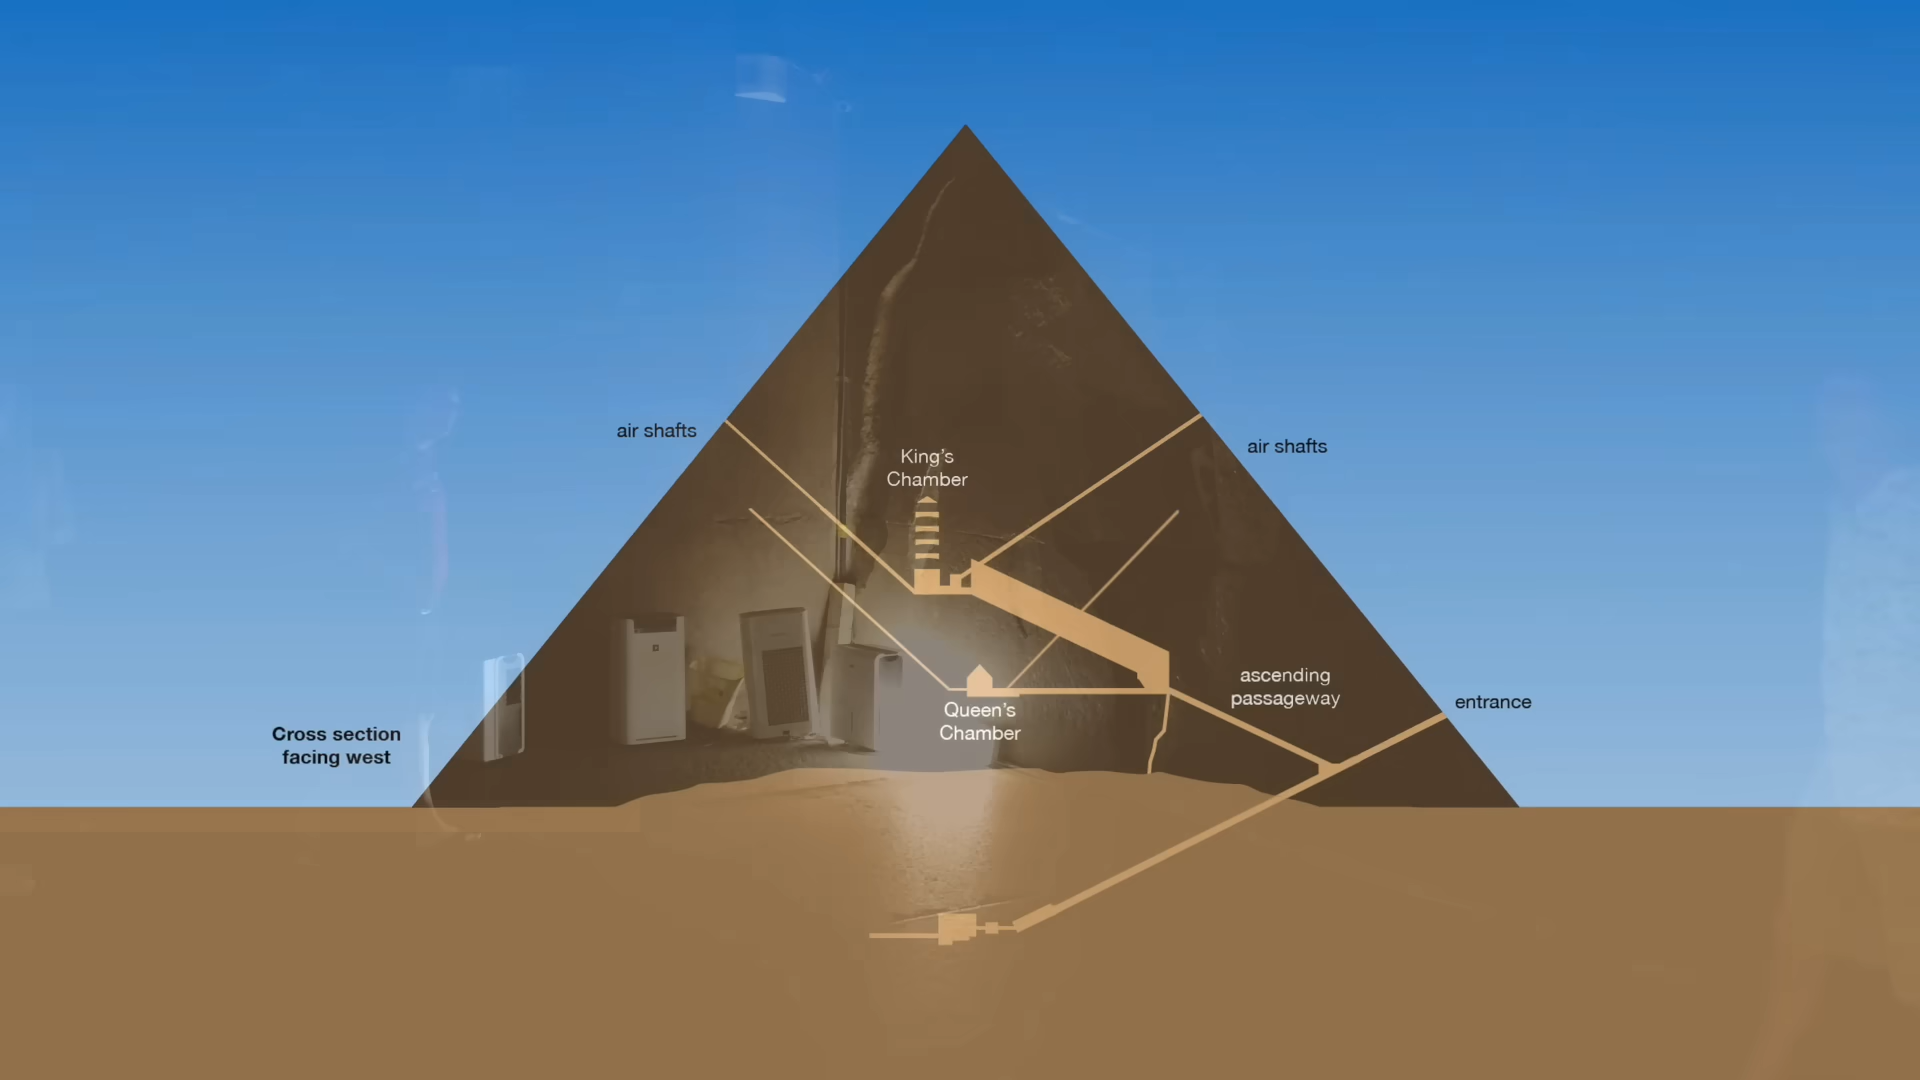 air shafts
King's
Chamber
air shafts
ascending
passageway
entrance
Queen's
Chamber
Cross section
facing west